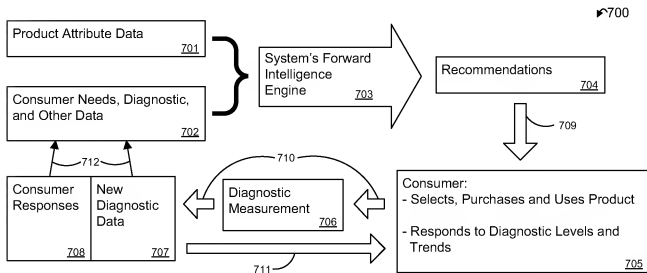 700
Product Attribute Data
701
System's Forward
Intelligence
Engine
703
Recommendations
704
Consumer Needs, Diagnostic,
and Other Data
702
709
712
710
Consumer
Responses
708
New
Diagnostic
Data
707
Diagnostic
Measurement
706
Consumer:
- Selects, Purchases and Uses Product
- Responds to Diagnostic Levels and
Trends
705
711